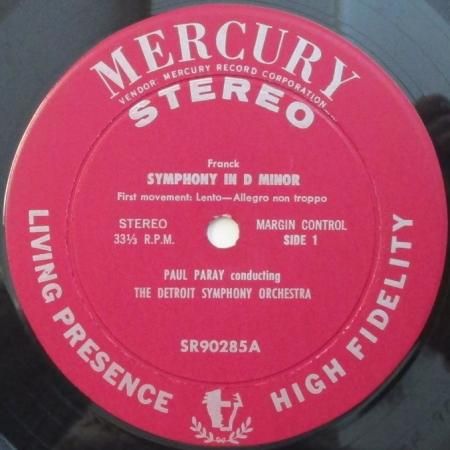 MERCURY
VENDOR: MERCURY RECORD CORPORATION
STEREO
Franck
SYMPHONY IN D MINOR
First movement: Lento—Allegro non troppo
STEREO
33⅓ R.P.M.
MARGIN CONTROL
SIDE 1
PAUL PARAY conducting
THE DETROIT SYMPHONY ORCHESTRA
SR90285A
LIVING PRESENCE
HIGH FIDELITY